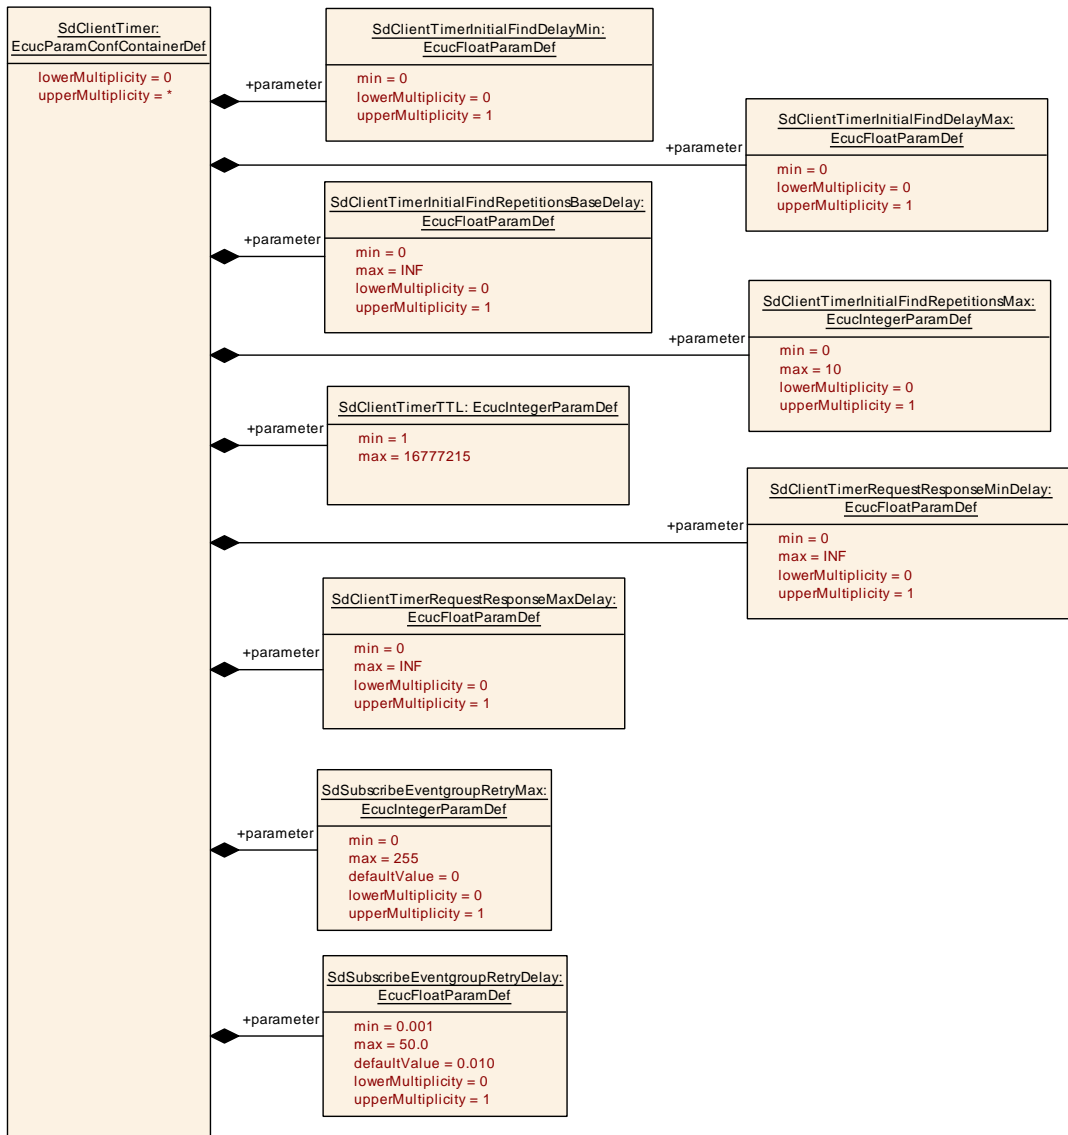 SdClientTimer:
EcucParamConfContainerDef
lowerMultiplicity = 0
upperMultiplicity = *
+parameter
SdClientTimerInitialFindDelayMin:
EcucFloatParamDef
min = 0
lowerMultiplicity = 0
upperMultiplicity = 1
+parameter
SdClientTimerInitialFindDelayMax:
EcucFloatParamDef
min = 0
lowerMultiplicity = 0
upperMultiplicity = 1
+parameter
SdClientTimerInitialFindRepetitionsBaseDelay:
EcucFloatParamDef
min = 0
max = INF
lowerMultiplicity = 0
upperMultiplicity = 1
+parameter
SdClientTimerInitialFindRepetitionsMax:
EcucIntegerParamDef
min = 0
max = 10
lowerMultiplicity = 0
upperMultiplicity = 1
+parameter
SdClientTimerTTL: EcucIntegerParamDef
min = 1
max = 16777215
+parameter
SdClientTimerRequestResponseMinDelay:
EcucFloatParamDef
min = 0
max = INF
lowerMultiplicity = 0
upperMultiplicity = 1
+parameter
SdClientTimerRequestResponseMaxDelay:
EcucFloatParamDef
min = 0
max = INF
lowerMultiplicity = 0
upperMultiplicity = 1
+parameter
SdSubscribeEventgroupRetryMax:
EcucIntegerParamDef
min = 0
max = 255
defaultValue = 0
lowerMultiplicity = 0
upperMultiplicity = 1
+parameter
SdSubscribeEventgroupRetryDelay:
EcucFloatParamDef
min = 0.001
max = 50.0
defaultValue = 0.010
lowerMultiplicity = 0
upperMultiplicity = 1